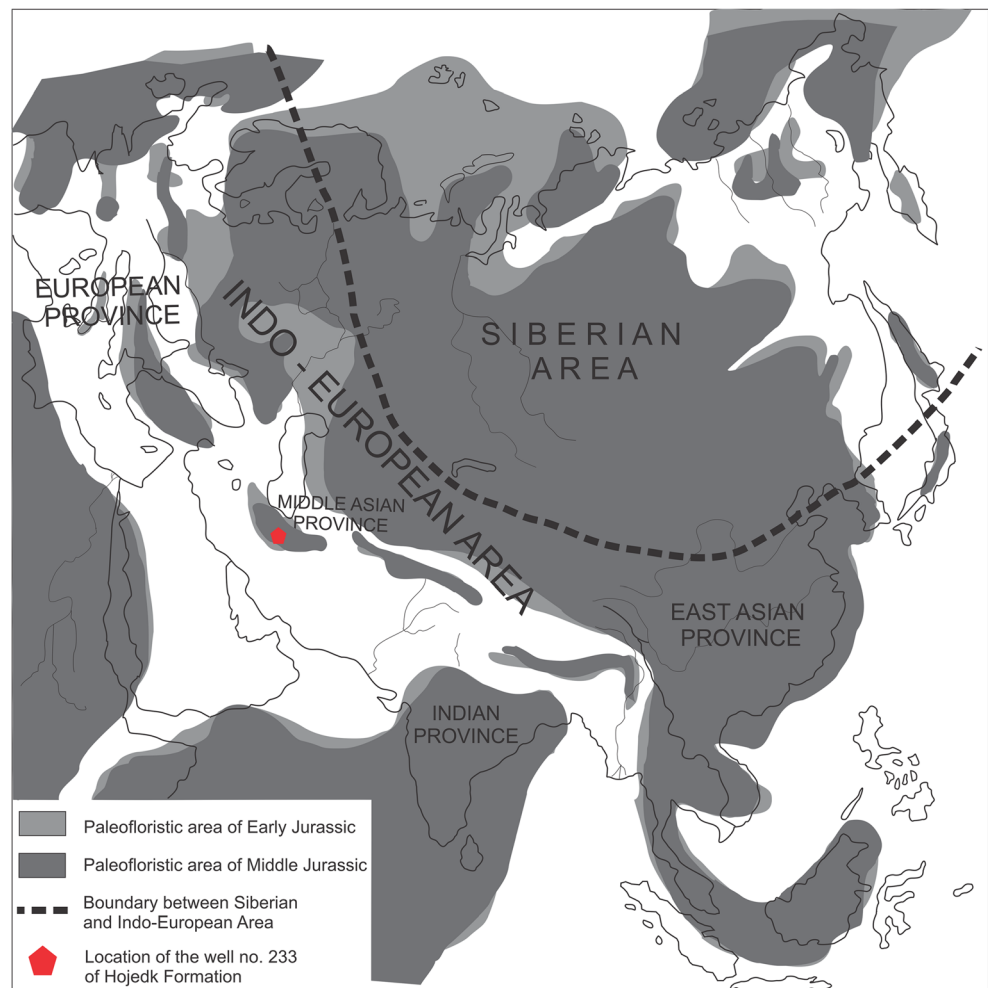 EUROPEAN
PROVINCE
INDO - EUROPEAN AREA
SIBERIAN
AREA
MIDDLE ASIAN
PROVINCE
EAST ASIAN
PROVINCE
INDIAN
PROVINCE
Paleofloristic area of Early Jurassic
Paleofloristic area of Middle Jurassic
Boundary between Siberian
and Indo-European Area
Location of the well no. 233
of Hojedk Formation